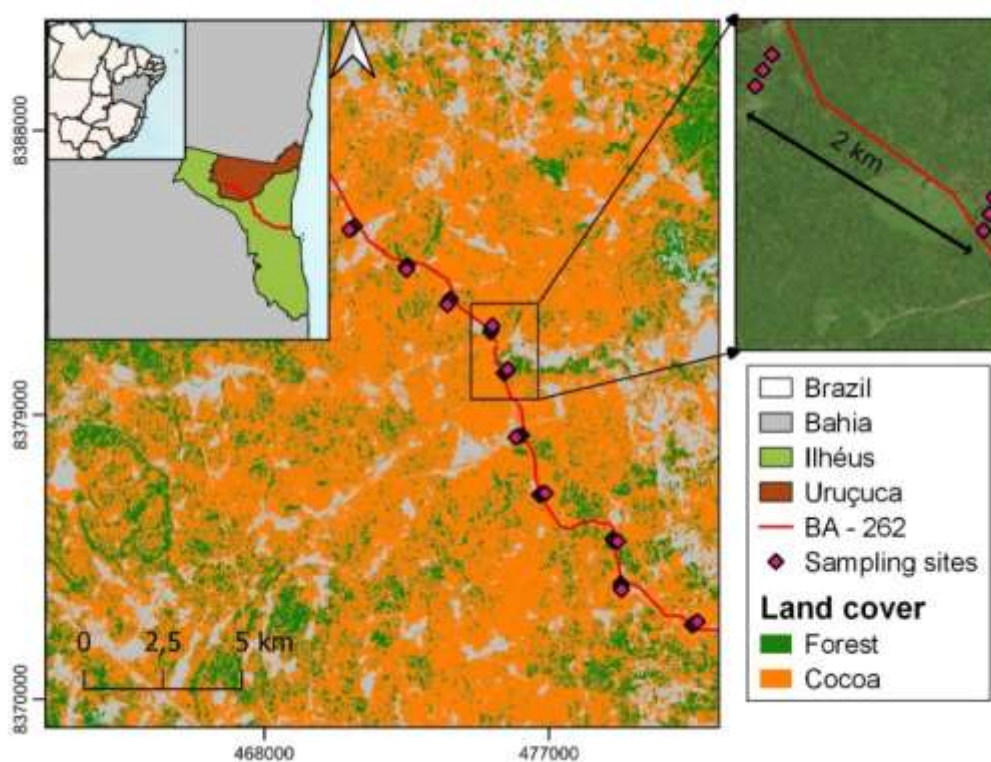 8388000
8379000
8370000
468000
477000
0 2,5 5 km
2 km
Brazil
Bahia
Ilhéus
Uruçuca
BA - 262
Sampling sites
Land cover
Forest
Cocoa